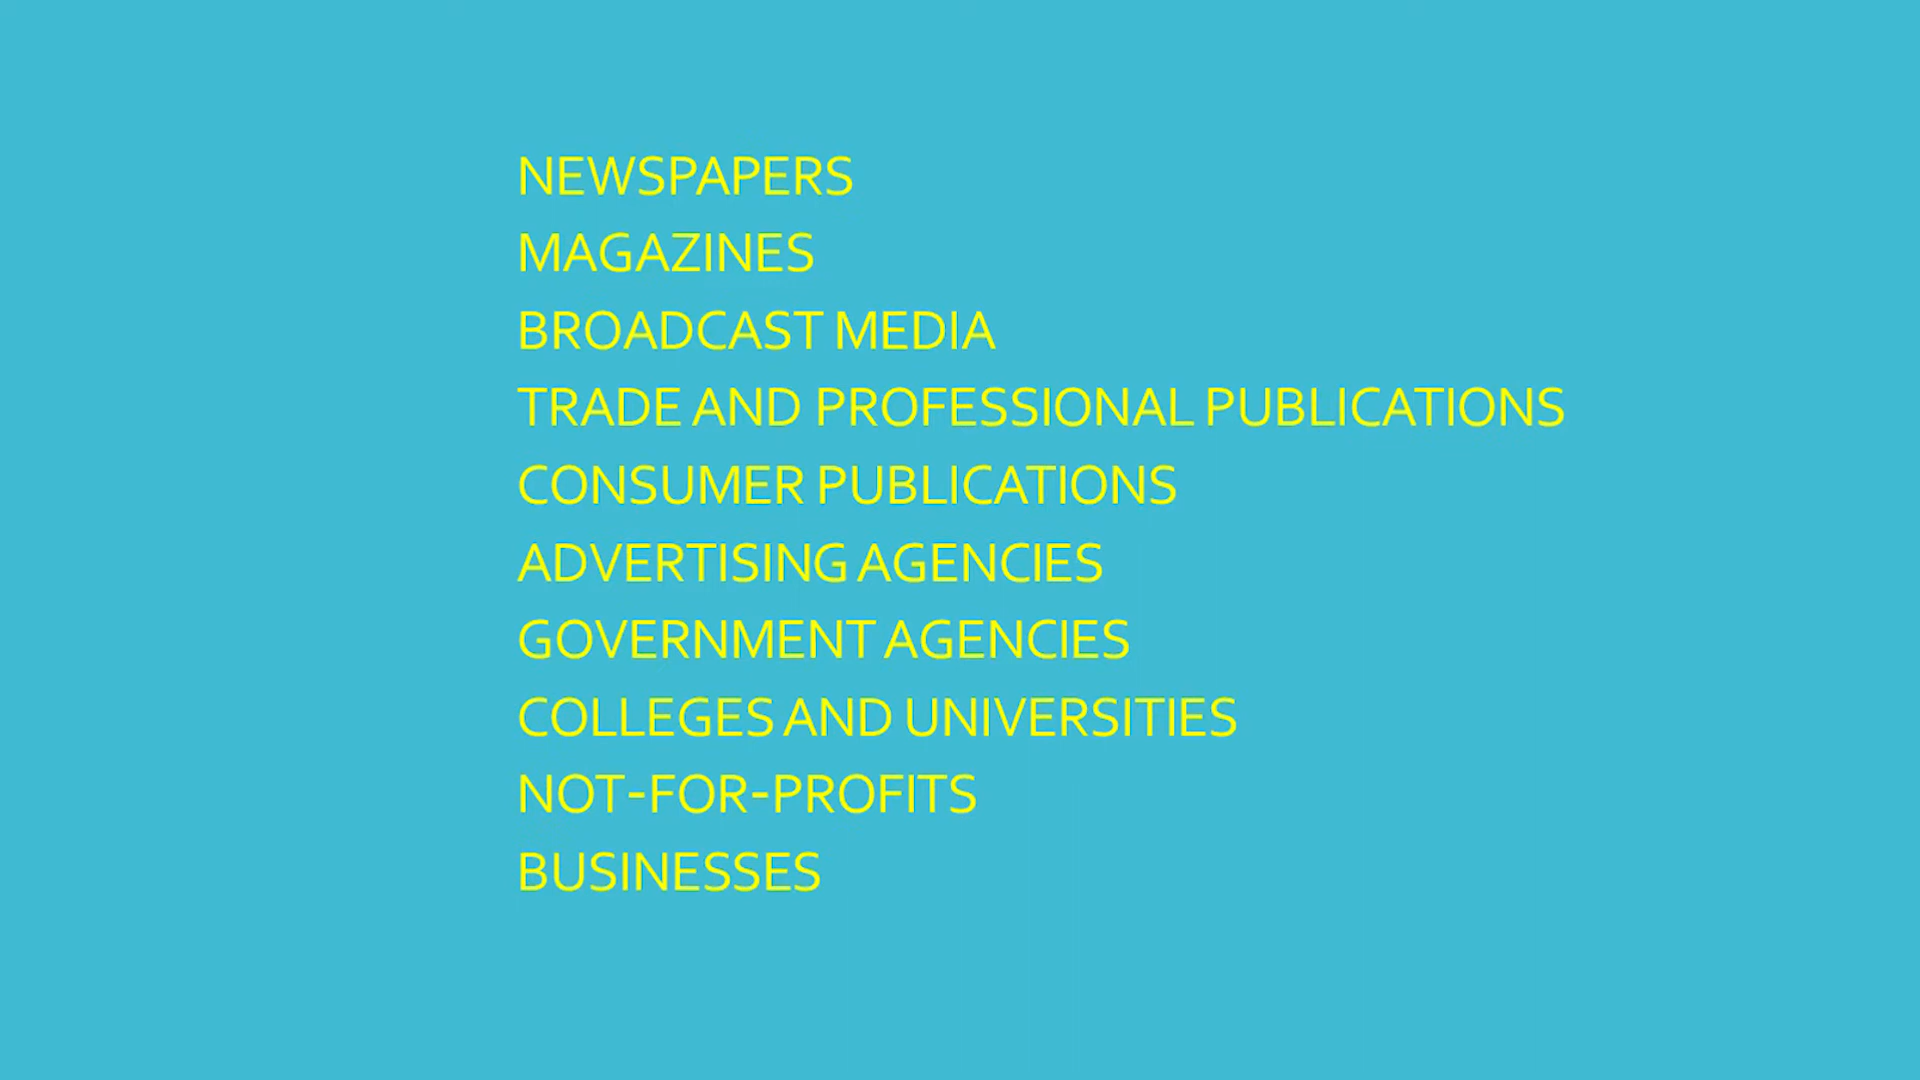 NEWSPAPERS
MAGAZINES
BROADCAST MEDIA
TRADE AND PROFESSIONAL PUBLICATIONS
CONSUMER PUBLICATIONS
ADVERTISING AGENCIES
GOVERNMENT AGENCIES
COLLEGES AND UNIVERSITIES
NOT-FOR-PROFITS
BUSINESSES